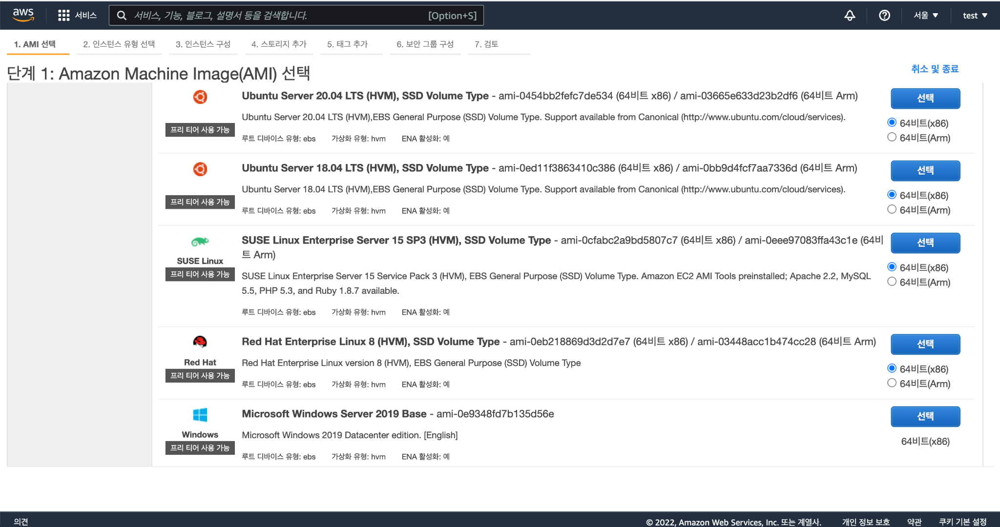 aws 서비스 서비스, 기능, 블로그, 설명서 등을 검색합니다. [Option+S] 서울 ▼ test ▼
1. AMI 선택 2. 인스턴스 유형 선택 3. 인스턴스 구성 4. 스토리지 추가 5. 태그 추가 6. 보안 그룹 구성 7. 검토
단계 1: Amazon Machine Image(AMI) 선택
취소 및 종료
Ubuntu Server 20.04 LTS (HVM), SSD Volume Type - ami-0454bb2fefc7de534 (64비트 x86) / ami-03665e633d23b2df6 (64비트 Arm)
선택
Ubuntu Server 20.04 LTS (HVM),EBS General Purpose (SSD) Volume Type. Support available from Canonical (http://www.ubuntu.com/cloud/services).
64비트(x86)
프리 티어 사용 가능
루트 디바이스 유형: ebs 가상화 유형: hvm ENA 활성화: 예
64비트(Arm)
Ubuntu Server 18.04 LTS (HVM), SSD Volume Type - ami-0ed11f3863410c386 (64비트 x86) / ami-0bb9d4fcf7aa7336d (64비트 Arm)
선택
Ubuntu Server 18.04 LTS (HVM),EBS General Purpose (SSD) Volume Type. Support available from Canonical (http://www.ubuntu.com/cloud/services).
64비트(x86)
프리 티어 사용 가능
루트 디바이스 유형: ebs 가상화 유형: hvm ENA 활성화: 예
64비트(Arm)
SUSE Linux Enterprise Server 15 SP3 (HVM), SSD Volume Type - ami-0cfabc2a9bd5807c7 (64비트 x86) / ami-0eee97083ffa43c1e (64비
트 Arm)
선택
SUSE Linux
프리 티어 사용 가능
SUSE Linux Enterprise Server 15 Service Pack 3 (HVM), EBS General Purpose (SSD) Volume Type. Amazon EC2 AMI Tools preinstalled; Apache 2.2, MySQL
5.5, PHP 5.3, and Ruby 1.8.7 available.
64비트(x86)
64비트(Arm)
루트 디바이스 유형: ebs 가상화 유형: hvm ENA 활성화: 예
Red Hat Enterprise Linux 8 (HVM), SSD Volume Type - ami-0eb218869d3d2d7e7 (64비트 x86) / ami-03448acc1b474cc28 (64비트 Arm)
선택
Red Hat
Red Hat Enterprise Linux version 8 (HVM), EBS General Purpose (SSD) Volume Type
64비트(x86)
프리 티어 사용 가능
루트 디바이스 유형: ebs 가상화 유형: hvm ENA 활성화: 예
64비트(Arm)
Microsoft Windows Server 2019 Base - ami-0e9348fd7b135d56e
선택
Windows
Microsoft Windows 2019 Datacenter edition. [English]
64비트(x86)
프리 티어 사용 가능
루트 디바이스 유형: ebs 가상화 유형: hvm ENA 활성화: 예
의견 © 2022, Amazon Web Services, Inc. 또는 계열사. 개인 정보 보호 약관 쿠키 기본 설정